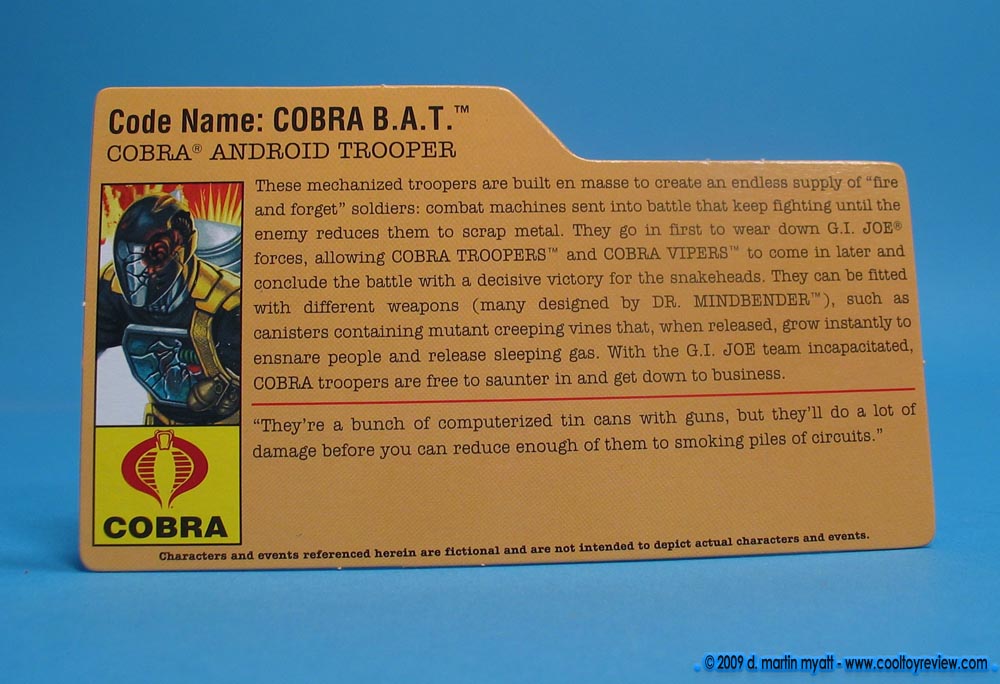 Code Name: COBRA B.A.T.™
COBRA® ANDROID TROOPER
These mechanized troopers are built en masse to create an endless supply of “fire
and forget” soldiers: combat machines sent into battle that keep fighting until the
enemy reduces them to scrap metal. They go in first to wear down G.I. JOE®
forces, allowing COBRA TROOPERS™ and COBRA VIPERS™ to come in later and
conclude the battle with a decisive victory for the snakeheads. They can be fitted
with different weapons (many designed by DR. MINDBENDER™), such as
canisters containing mutant creeping vines that, when released, grow instantly to
ensnare people and release sleeping gas. With the G.I. JOE team incapacitated,
COBRA troopers are free to saunter in and get down to business.
“They’re a bunch of computerized tin cans with guns, but they’ll do a lot of
damage before you can reduce enough of them to smoking piles of circuits.”
COBRA
Characters and events referenced herein are fictional and are not intended to depict actual characters and events.
© 2009 d. martin myatt - www.cooltoyreview.com